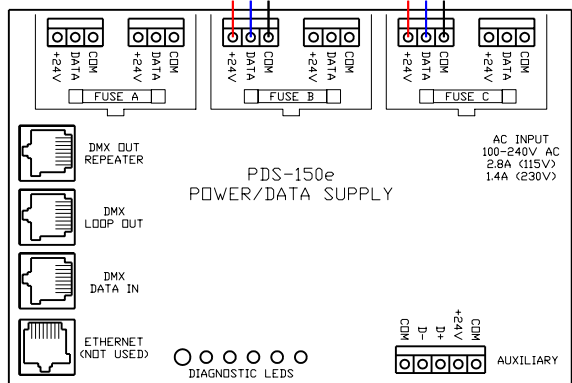 +24V DATA COM +24V DATA COM +24V DATA COM +24V DATA COM +24V DATA COM +24V DATA COM
FUSE A FUSE B FUSE C
DMX OUT
REPEATER
AC INPUT
100-240V AC
2.8A (115V)
1.4A (230V)
PDS-150e
POWER/DATA SUPPLY
DMX
LOOP OUT
DMX
DATA IN
ETHERNET
(NOT USED)
DIAGNOSTIC LEDS
COM D- D+ +24V COM
AUXILIARY